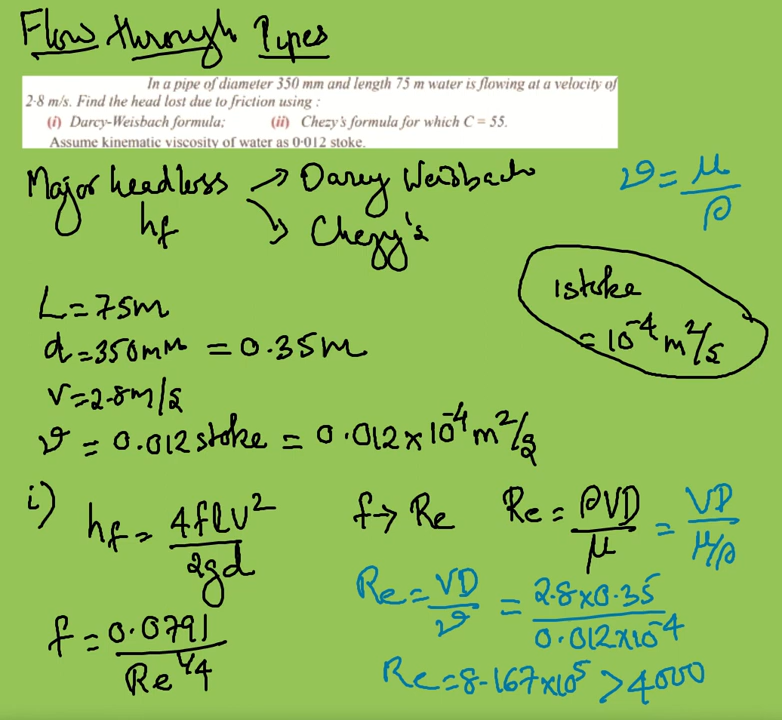 Flow through Pipes
In a pipe of diameter 350 mm and length 75 m water is flowing at a velocity of
2·8 m/s. Find the head lost due to friction using :
(i) Darcy-Weisbach formula; (ii) Chezy's formula for which C = 55.
Assume kinematic viscosity of water as 0·012 stoke.
Major head loss → Darcy Weisbach
hf ↘ Chezy's
ν = μ/ρ
1 stoke
= 10^-4 m²/s
L = 75m
d = 350mm = 0.35m
V = 2.8m/s
ν = 0.012 stoke = 0.012 × 10^-4 m²/s
i) hf = 4flv²/2gd
f → Re Re = ρVD/μ = VD/μ/ρ
Re = VD/ν = 2.8×0.35/0.012×10^-4
f = 0.0791/Re^1/4
Re = 8.167×10^5 > 4000